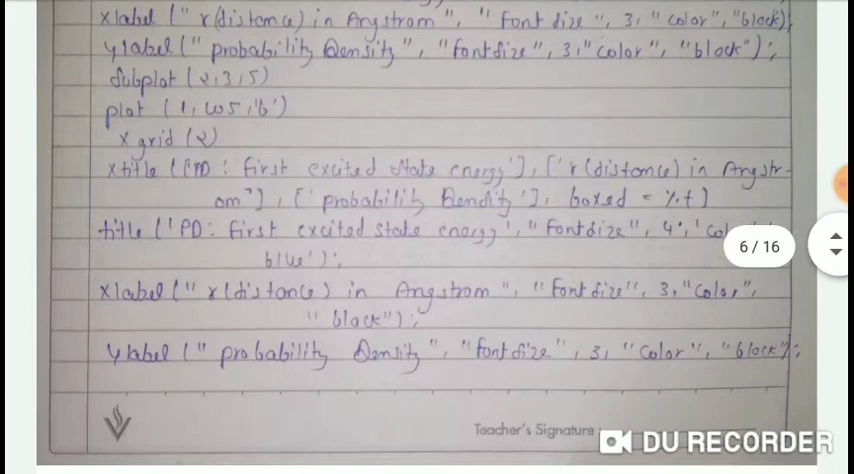 xlabel (" r(distance) in Angstrom ", " font size ", 3, " color ", "black");
ylabel (" probability Density ", "fontsize", 3, "color", "black");
subplot (2,3,5)
plot (1, W5, 'b')
xgrid (2)
xtitle (['PD : first excited state energy'], ['r(distance) in Angstr-
om'], ['probability Density'], boxed = %t)
title ('PD: first excited state energy', "fontsize", 4, 'col
blue');
6 / 16
xlabel (" r(distance) in Angstrom ", "font size", 3, "color",
" black");
ylabel (" probability Density ", "fontsize", 3, "color", "black");
Teacher's Signature
DU RECORDER